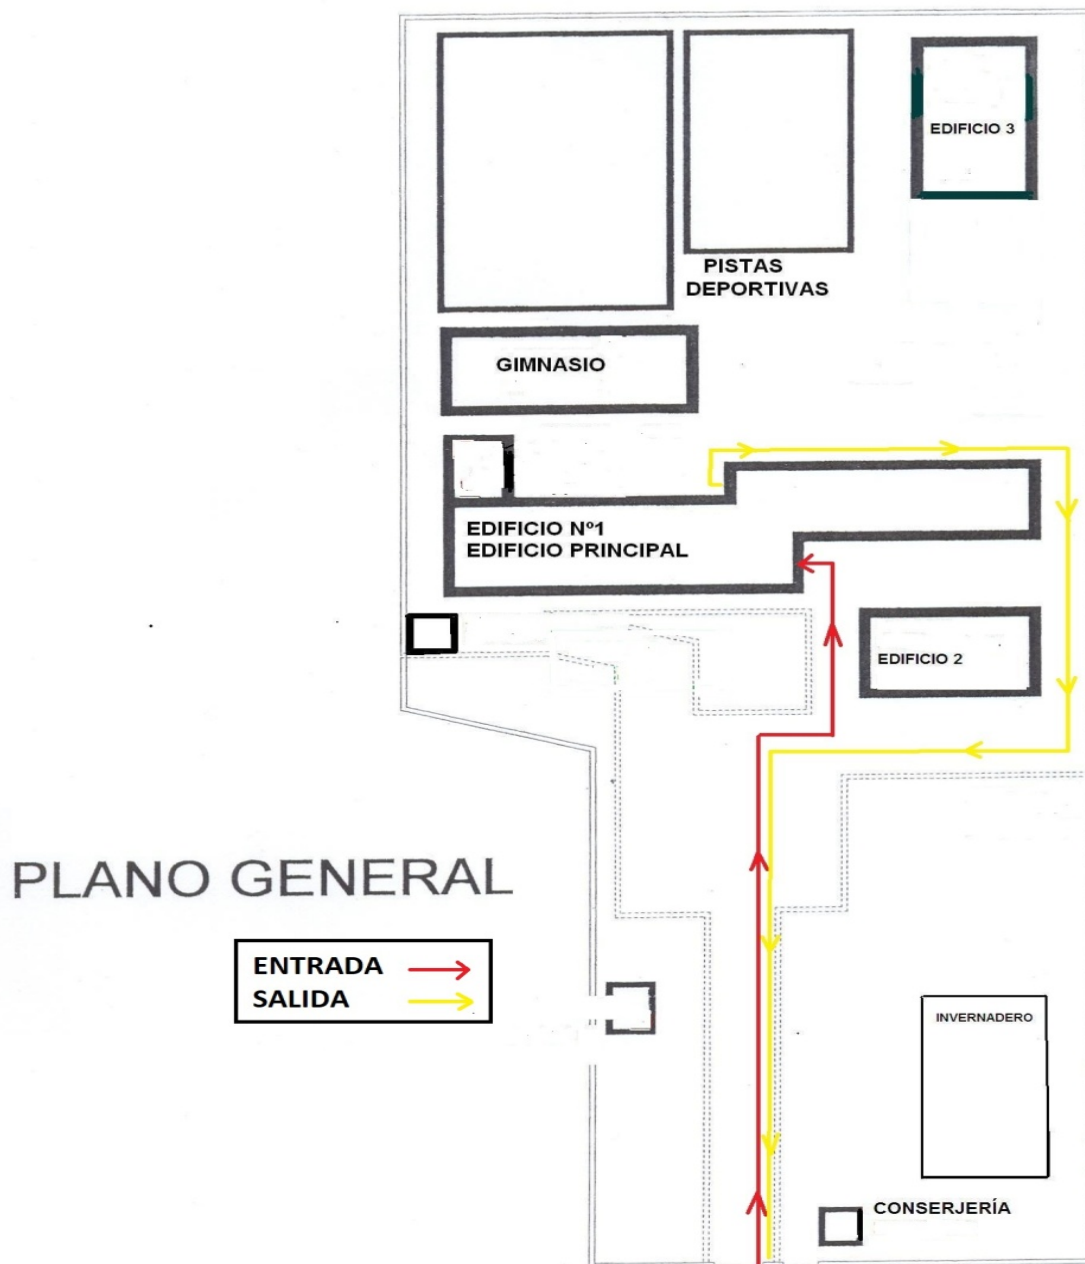 EDIFICIO 3
PISTAS
DEPORTIVAS
GIMNASIO
EDIFICIO Nº1
EDIFICIO PRINCIPAL
EDIFICIO 2
PLANO GENERAL
ENTRADA
SALIDA
INVERNADERO
CONSERJERÍA